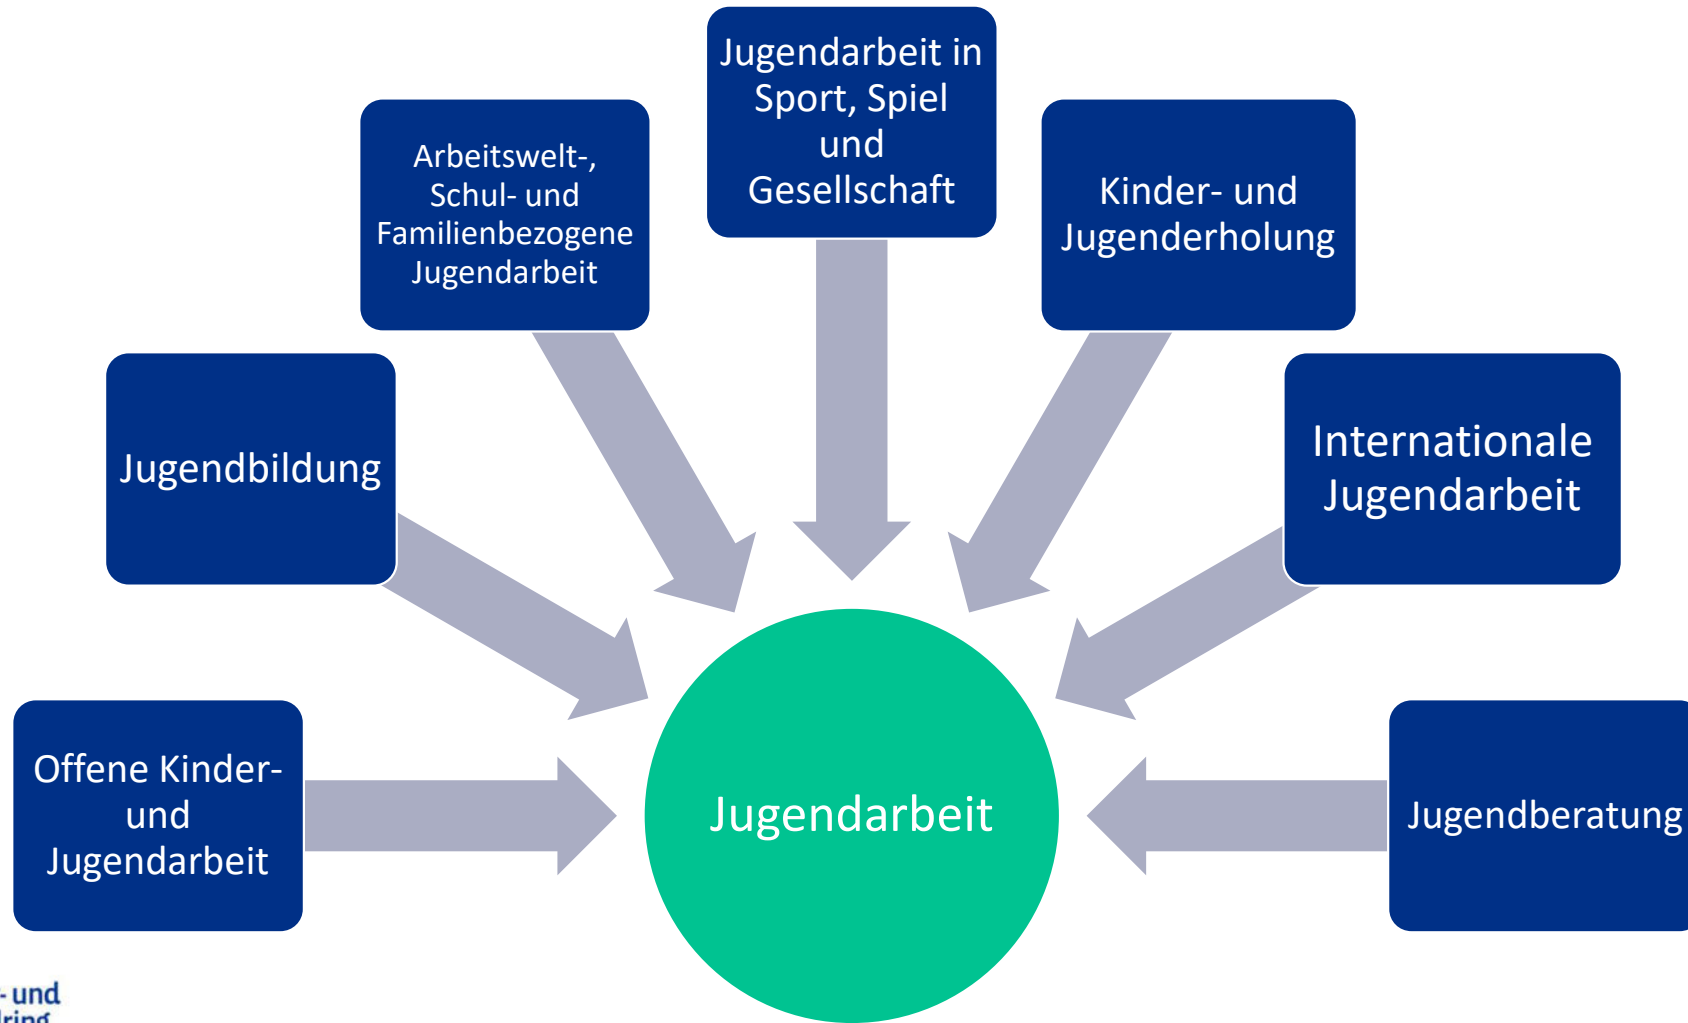 Jugendarbeit in
Sport, Spiel
und
Gesellschaft
Arbeitswelt-,
Schul- und
Familienbezogene
Jugendarbeit
Kinder- und
Jugenderholung
Jugendbildung
Internationale
Jugendarbeit
Offene Kinder-
und
Jugendarbeit
Jugendarbeit
Jugendberatung
- und